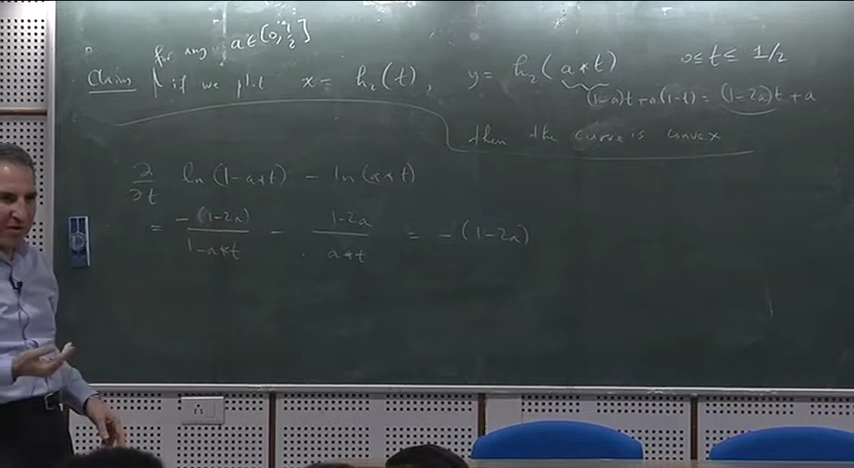 for any a ∈ [0, 1/2]
Claim if we plot x = h₂(t), y = h₂(a*t) 0 ≤ t ≤ 1/2
(1-a)t + a(1-t) = (1-2a)t + a
then the curve is convex
∂/∂t ln(1-a*t) - ln(a*t)
= -(1-2a)/(1-a*t) - (1-2a)/(a*t) = -(1-2a)